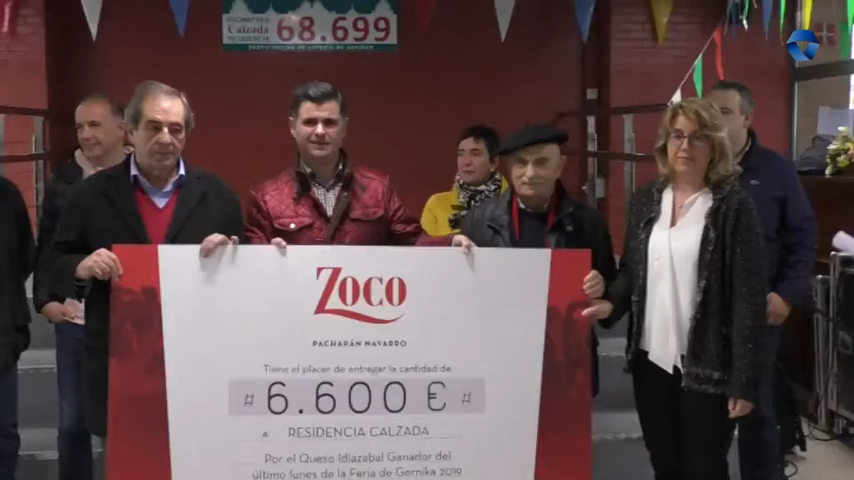 Calzada
68.699
RESIDENCIA
ZOCO
PACHARÁN NAVARRO
Tiene el placer de entregar la cantidad de:
# 6.600 € #
a: RESIDENCIA CALZADA
Por el Queso Idiazabal Ganador del
último lunes de la Feria de Gernika 2019